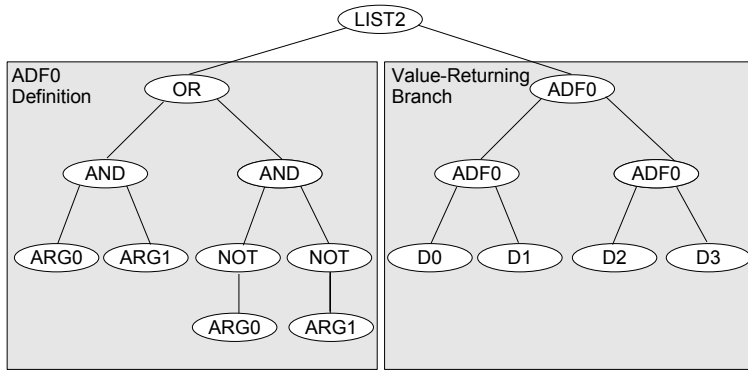 LIST2
ADF0
Definition
OR
AND
AND
ARG0
ARG1
NOT
NOT
ARG0
ARG1
Value-Returning
Branch
ADF0
ADF0
ADF0
D0
D1
D2
D3